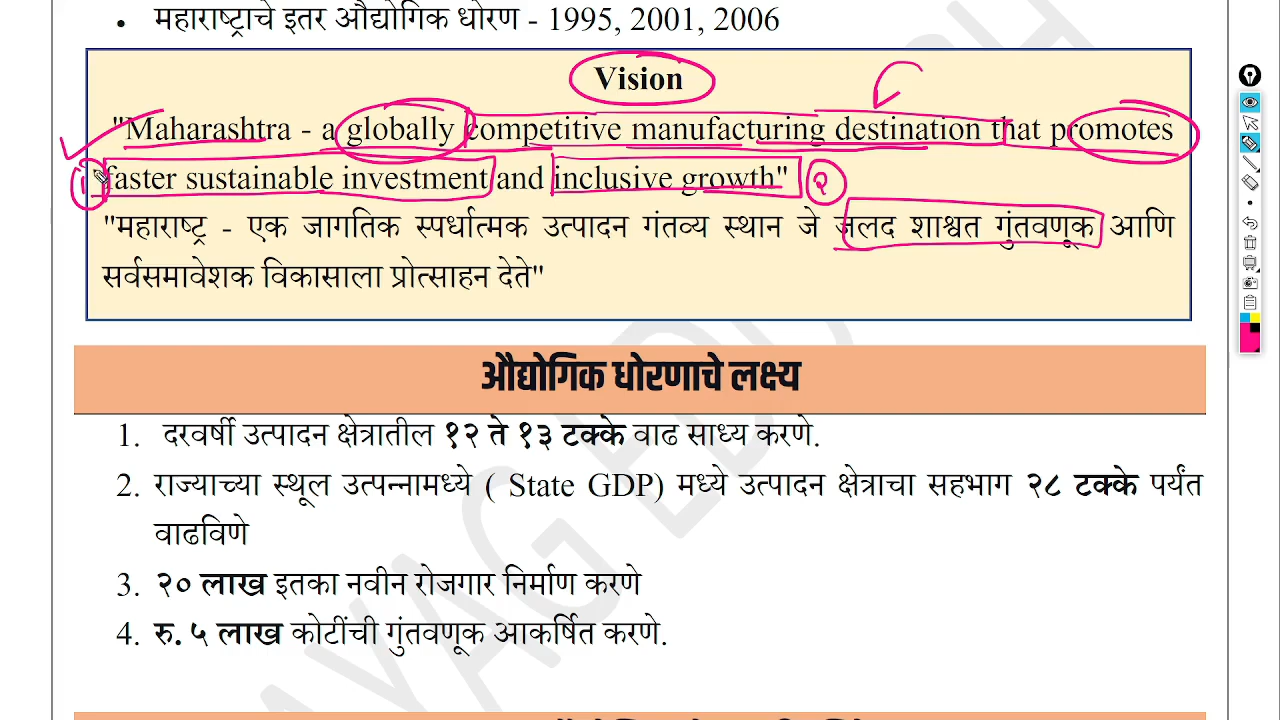 • महाराष्ट्राचे इतर औद्योगिक धोरण - 1995, 2001, 2006
Vision
"Maharashtra - a globally competitive manufacturing destination that promotes
faster sustainable investment and inclusive growth" २
"महाराष्ट्र - एक जागतिक स्पर्धात्मक उत्पादन गंतव्य स्थान जे जलद शाश्वत गुंतवणूक आणि
सर्वसमावेशक विकासाला प्रोत्साहन देते"
औद्योगिक धोरणाचे लक्ष्य
1. दरवर्षी उत्पादन क्षेत्रातील १२ ते १३ टक्के वाढ साध्य करणे.
2. राज्याच्या स्थूल उत्पन्नामध्ये ( State GDP) मध्ये उत्पादन क्षेत्राचा सहभाग २८ टक्के पर्यंत
वाढविणे
3. २० लाख इतका नवीन रोजगार निर्माण करणे
4. रु. ५ लाख कोटींची गुंतवणूक आकर्षित करणे.